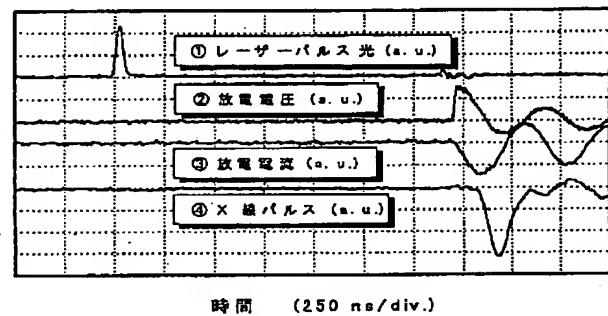 ① レーザーパルス光 (a. u.)
② 放電電圧 (a. u.)
③ 放電電流 (a. u.)
④ X 線パルス (a. u.)
時間 (250 ns/div.)